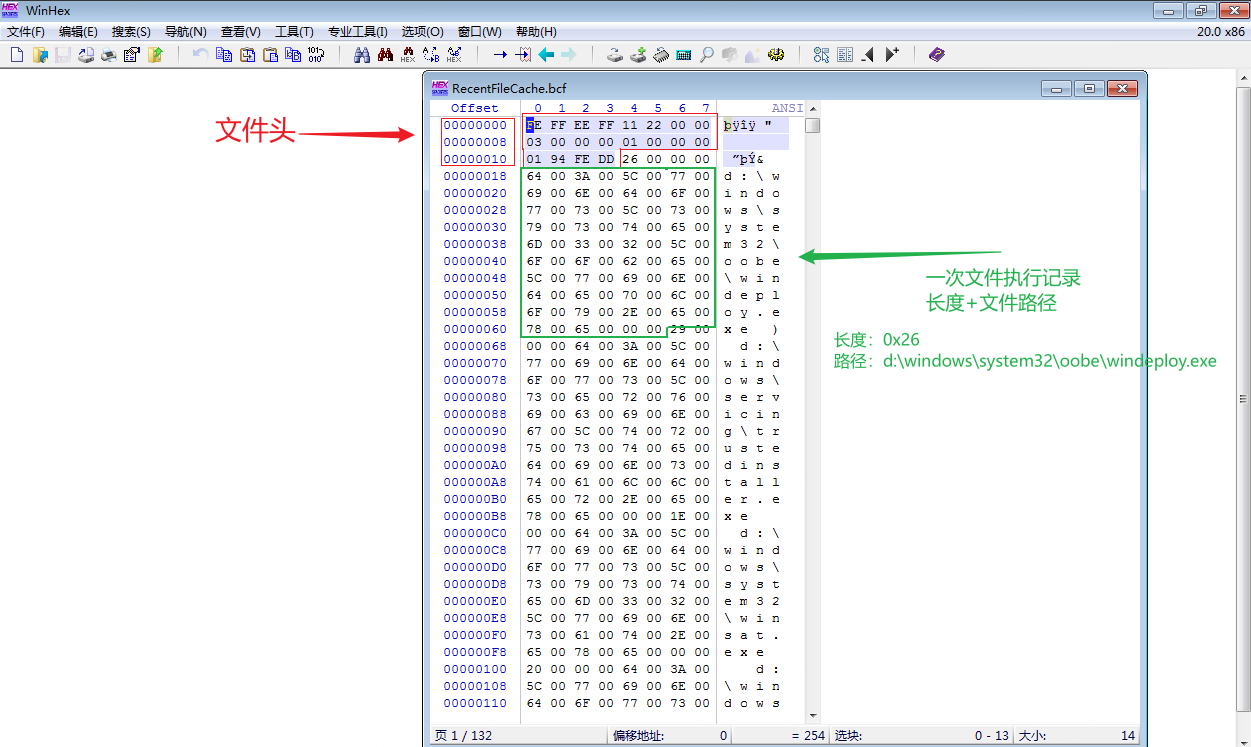 WinHex
文件(F) 编辑(E) 搜索(S) 导航(N) 查看(V) 工具(T) 专业工具(I) 选项(O) 窗口(W) 帮助(H) 20.0 x86
RecentFileCache.bcf
Offset 0 1 2 3 4 5 6 7 ANSI
文件头
00000000 FE FF EE FF 11 22 00 00 þÿîÿ "
00000008 03 00 00 00 01 00 00 00
00000010 01 94 FE DD 26 00 00 00 ”þÝ&
00000018 64 00 3A 00 5C 00 77 00 d : \ w
00000020 69 00 6E 00 64 00 6F 00 i n d o
00000028 77 00 73 00 5C 00 73 00 w s \ s
00000030 79 00 73 00 74 00 65 00 y s t e
00000038 6D 00 33 00 32 00 5C 00 m 3 2 \
00000040 6F 00 6F 00 62 00 65 00 o o b e
00000048 5C 00 77 00 69 00 6E 00 \ w i n
00000050 64 00 65 00 70 00 6C 00 d e p l
00000058 6F 00 79 00 2E 00 65 00 o y . e
00000060 78 00 65 00 00 00 29 00 x e )
00000068 00 00 64 00 3A 00 5C 00 d : \
00000070 77 00 69 00 6E 00 64 00 w i n d
00000078 6F 00 77 00 73 00 5C 00 o w s \
00000080 73 00 65 00 72 00 76 00 s e r v
00000088 69 00 63 00 69 00 6E 00 i c i n
00000090 67 00 5C 00 74 00 72 00 g \ t r
00000098 75 00 73 00 74 00 65 00 u s t e
000000A0 64 00 69 00 6E 00 73 00 d i n s
000000A8 74 00 61 00 6C 00 6C 00 t a l l
000000B0 65 00 72 00 2E 00 65 00 e r . e
000000B8 78 00 65 00 00 00 1E 00 x e
000000C0 00 00 64 00 3A 00 5C 00 d : \
000000C8 77 00 69 00 6E 00 64 00 w i n d
000000D0 6F 00 77 00 73 00 5C 00 o w s \
000000D8 73 00 79 00 73 00 74 00 s y s t
000000E0 65 00 6D 00 33 00 32 00 e m 3 2
000000E8 5C 00 77 00 69 00 6E 00 \ w i n
000000F0 73 00 61 00 74 00 2E 00 s a t .
000000F8 65 00 78 00 65 00 00 00 e x e
00000100 20 00 00 00 64 00 3A 00 d :
00000108 5C 00 77 00 69 00 6E 00 \ w i n
00000110 64 00 6F 00 77 00 73 00 d o w s
一次文件执行记录
长度+文件路径
长度：0x26
路径：d:\windows\system32\oobe\windeploy.exe
页 1 / 132 偏移地址: 0 = 254 选块: 0 - 13 大小: 14